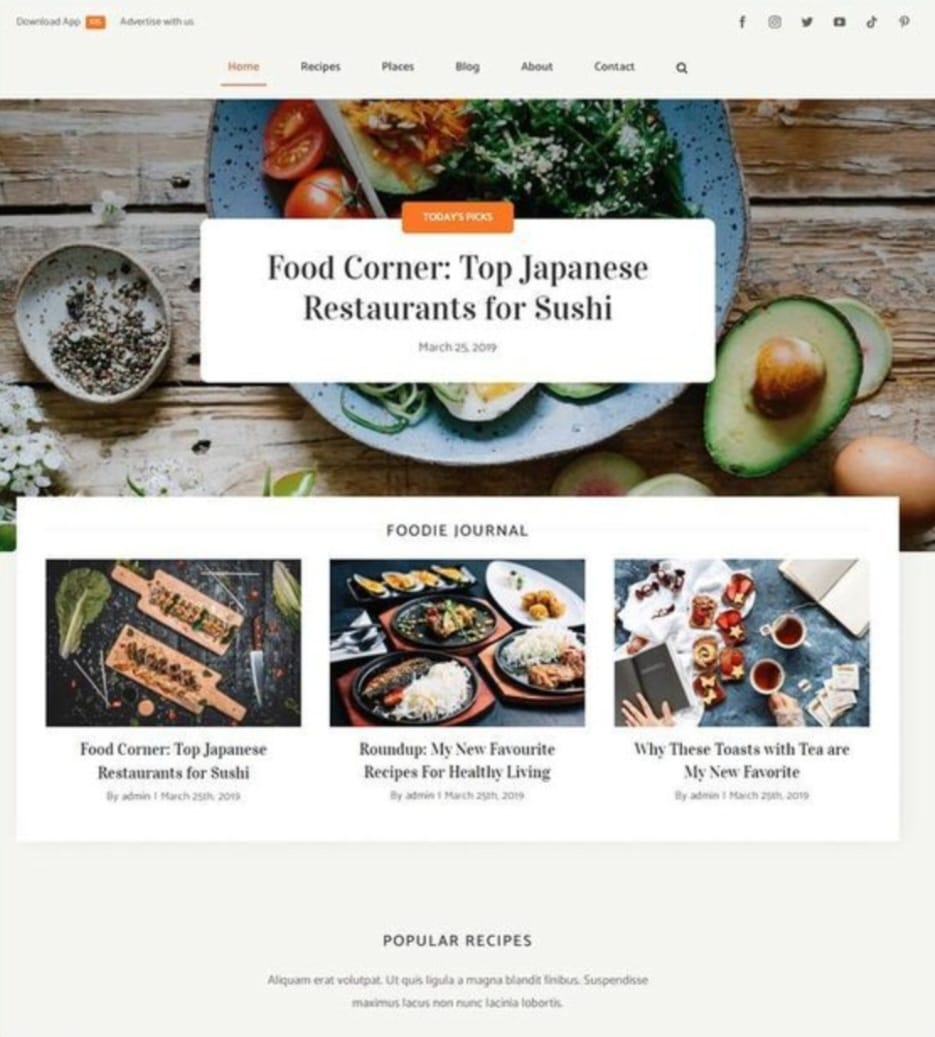 Download App iOS Advertise with us
Home Recipes Places Blog About Contact
TODAY'S PICKS
Food Corner: Top Japanese
Restaurants for Sushi
March 25, 2019
FOODIE JOURNAL
Food Corner: Top Japanese
Restaurants for Sushi
By admin | March 25th, 2019
Roundup: My New Favourite
Recipes For Healthy Living
By admin | March 25th, 2019
Why These Toasts with Tea are
My New Favorite
By admin | March 25th, 2019
POPULAR RECIPES
Aliquam erat volutpat. Ut quis ligula a magna blandit finibus. Suspendisse
maximus lacus non nunc lacinia lobortis.